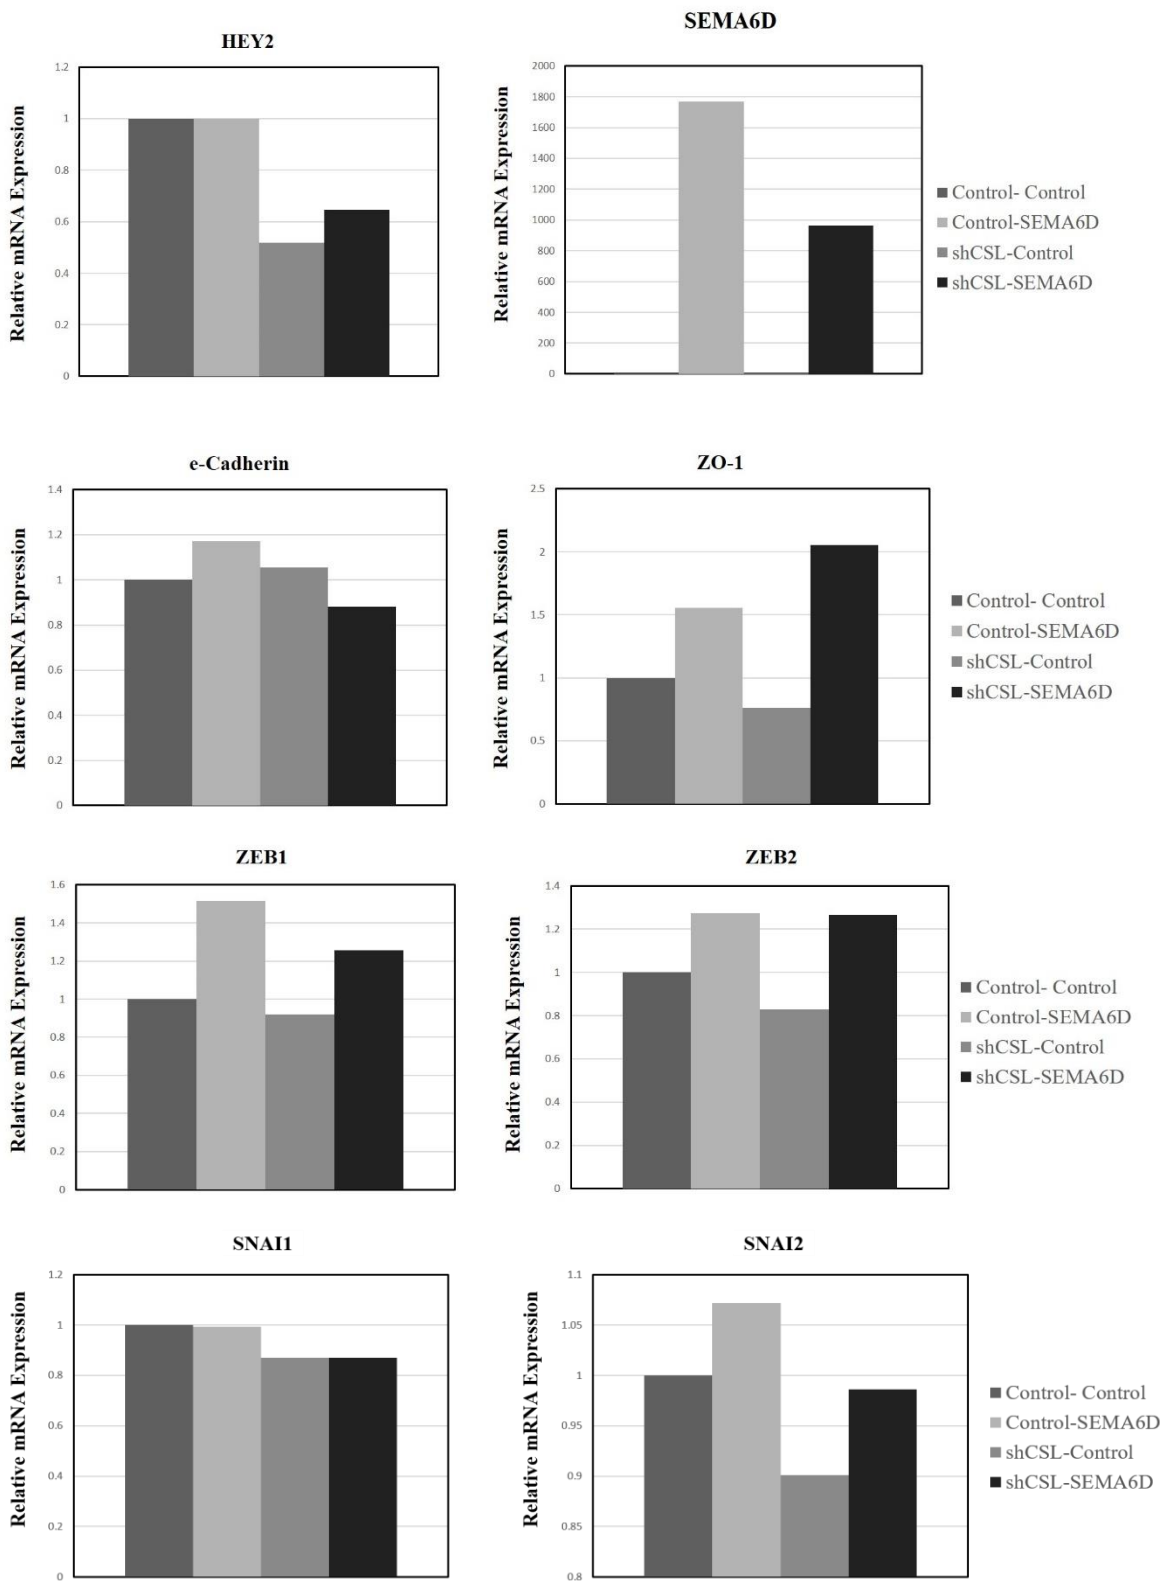 HEY2
Relative mRNA Expression
1.2
1
0.8
0.6
0.4
0.2
0
SEMA6D
Relative mRNA Expression
2000
1800
1600
1400
1200
1000
800
600
400
200
0
Control- Control
Control-SEMA6D
shCSL-Control
shCSL-SEMA6D
e-Cadherin
Relative mRNA Expression
1.4
1.2
1
0.8
0.6
0.4
0.2
0
ZO-1
Relative mRNA Expression
2.5
2
1.5
1
0.5
0
Control- Control
Control-SEMA6D
shCSL-Control
shCSL-SEMA6D
ZEB1
Relative mRNA Expression
1.6
1.4
1.2
1
0.8
0.6
0.4
0.2
0
ZEB2
Relative mRNA Expression
1.4
1.2
1
0.8
0.6
0.4
0.2
0
Control- Control
Control-SEMA6D
shCSL-Control
shCSL-SEMA6D
SNAI1
Relative mRNA Expression
1.2
1
0.8
0.6
0.4
0.2
0
SNAI2
Relative mRNA Expression
1.1
1.05
1
0.95
0.9
0.85
0.8
Control- Control
Control-SEMA6D
shCSL-Control
shCSL-SEMA6D